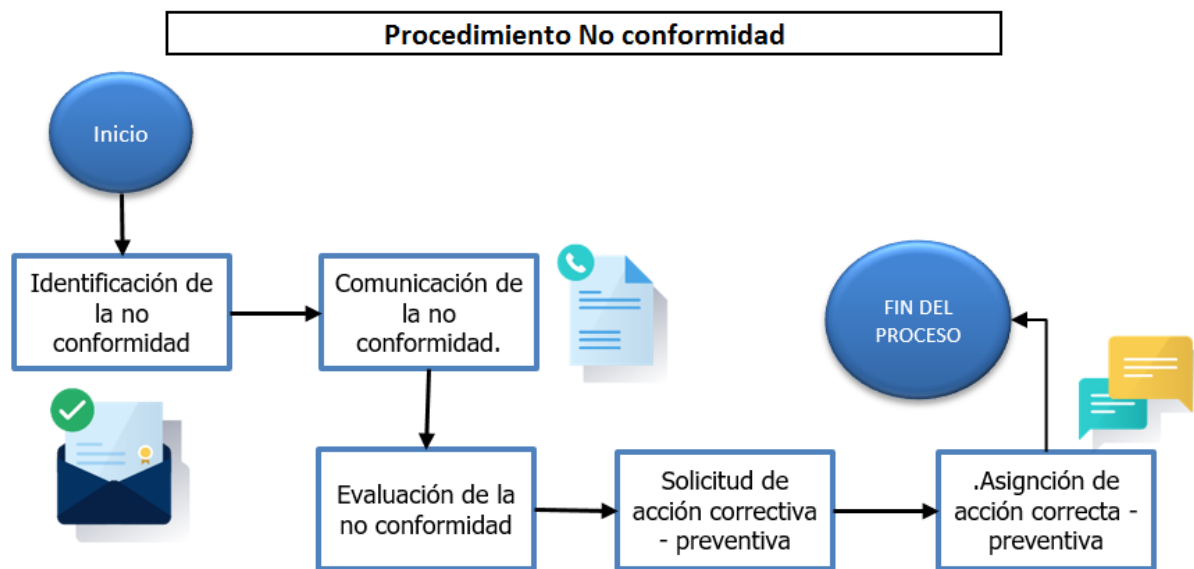 Procedimiento No conformidad
Inicio
Identificación de
la no
conformidad
Comunicación de
la no
conformidad.
Evaluación de la
no conformidad
Solicitud de
acción correctiva
- preventiva
.Asignción de
acción correcta -
preventiva
FIN DEL
PROCESO